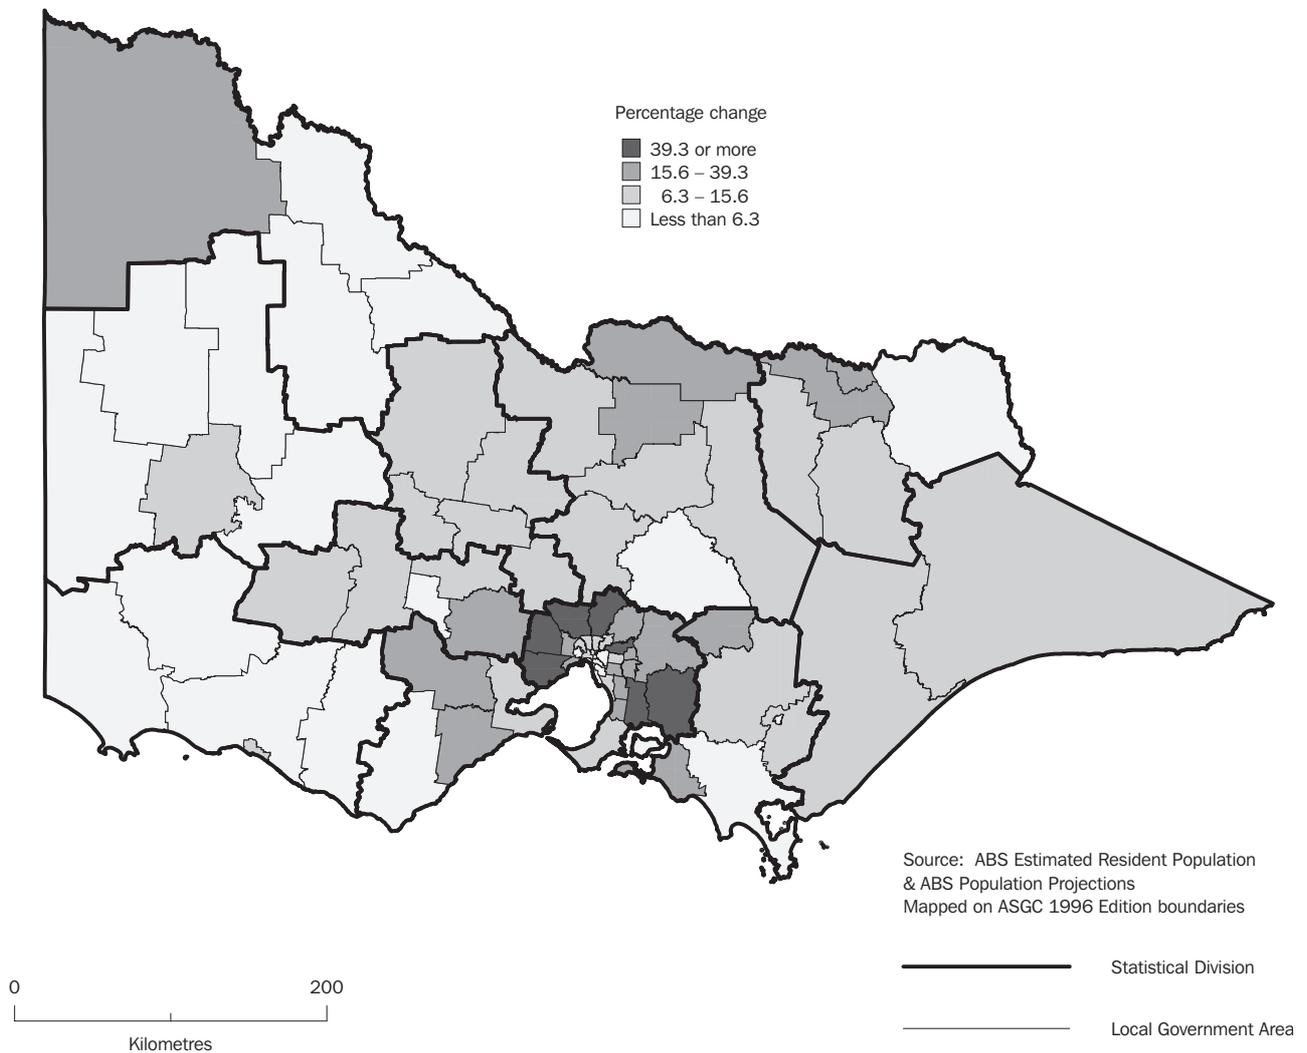 Percentage change
39.3 or more
15.6 – 39.3
6.3 – 15.6
Less than 6.3
Source: ABS Estimated Resident Population
& ABS Population Projections
Mapped on ASGC 1996 Edition boundaries
Statistical Division
Local Government Area
0 200
Kilometres